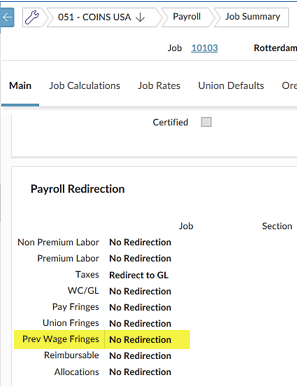 051 - COINS USA ↓ Payroll Job Summary
Job 10103 Rotterdam
Main Job Calculations Job Rates Union Defaults Ore
Certified
Payroll Redirection
Job Section
Non Premium Labor No Redirection
Premium Labor No Redirection
Taxes Redirect to GL
WC/GL No Redirection
Pay Fringes No Redirection
Union Fringes No Redirection
Prev Wage Fringes No Redirection
Reimbursable No Redirection
Allocations No Redirection